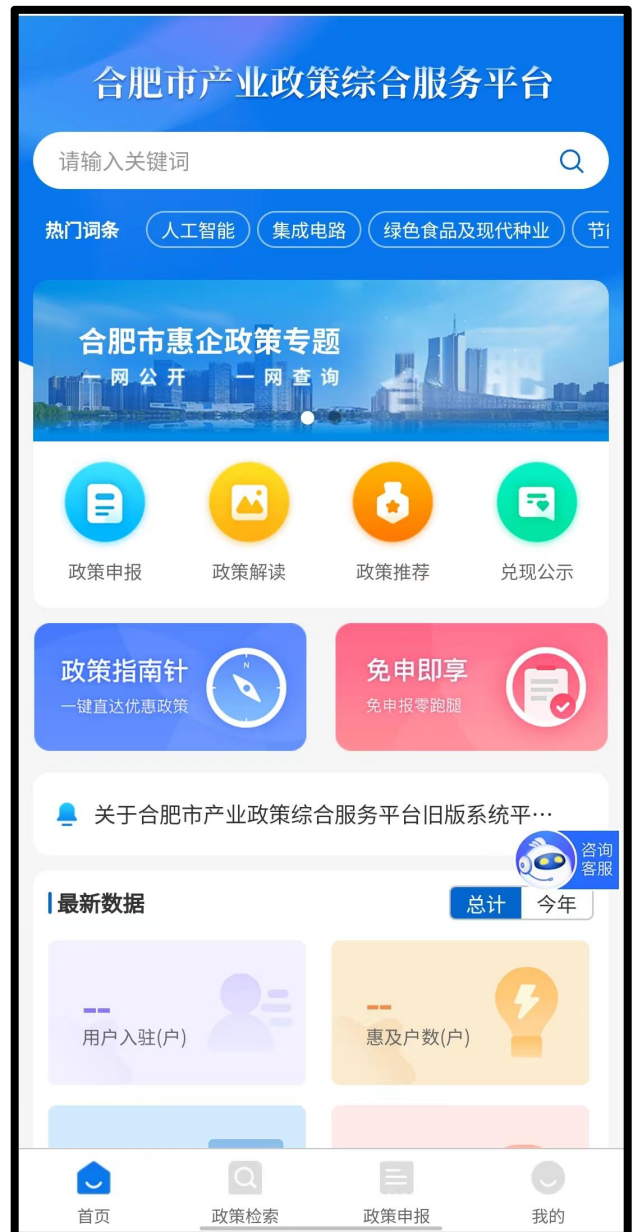 合肥市产业政策综合服务平台
请输入关键词
热门词条 人工智能 集成电路 绿色食品及现代种业 节
合肥市惠企政策专题
一网公开 一网查询
合肥
政策申报 政策解读 政策推荐 兑现公示
政策指南针 免申即享
一键直达优惠政策 免申报零跑腿
关于合肥市产业政策综合服务平台旧版系统平…
咨询
客服
最新数据 总计 今年
-- --
用户入驻(户) 惠及户数(户)
首页 政策检索 政策申报 我的